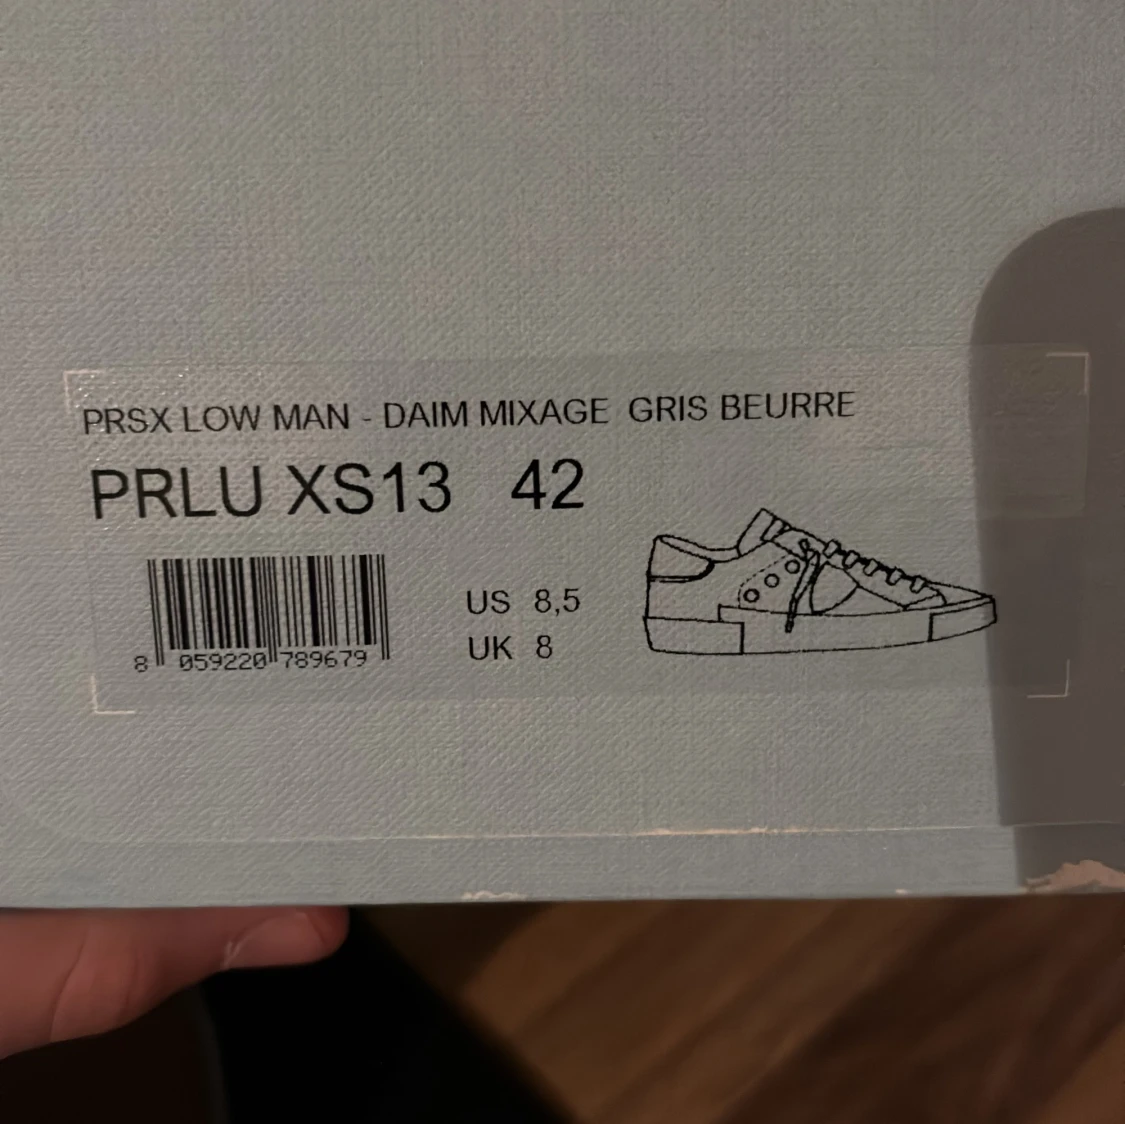 PRSX LOW MAN - DAIM MIXAGE GRIS BEURRE
PRLU XS13 42
US 8,5
UK 8
8 059220 789679